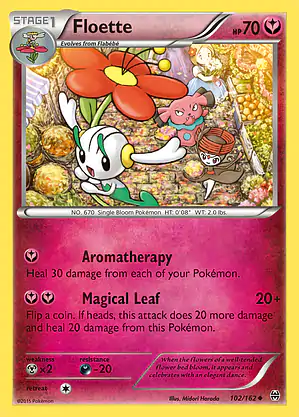 STAGE1
Floette
HP70
Evolves from Flabébé
NO. 670 Single Bloom Pokémon HT: 0'08" WT: 2.0 lbs.
Aromatherapy
Heal 30 damage from each of your Pokémon.
Magical Leaf 20+
Flip a coin. If heads, this attack does 20 more damage
and heal 20 damage from this Pokémon.
weakness
×2
resistance
-20
retreat
When the flowers of a well-tended
flower bed bloom, it appears and
celebrates with an elegant dance.
Illus. Midori Harada
102/162
©2015 Pokémon